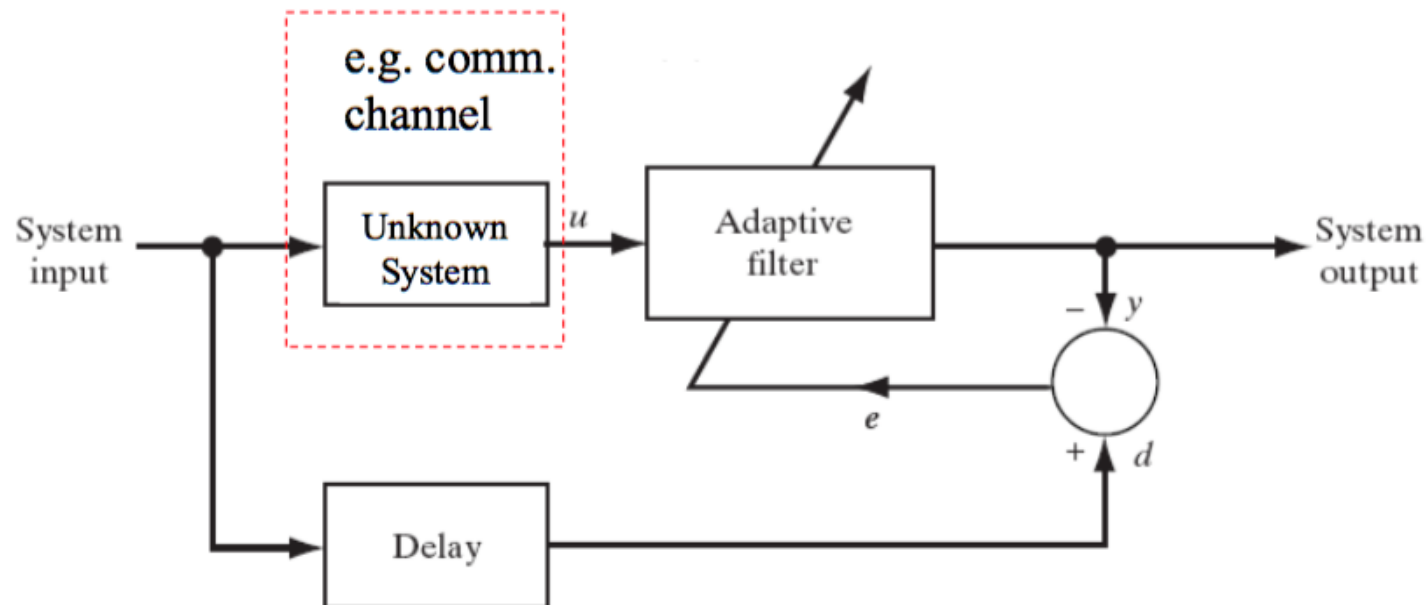 e.g. comm.
channel
System
input
Unknown
System
u
Adaptive
filter
System
output
−
y
e
+
d
Delay